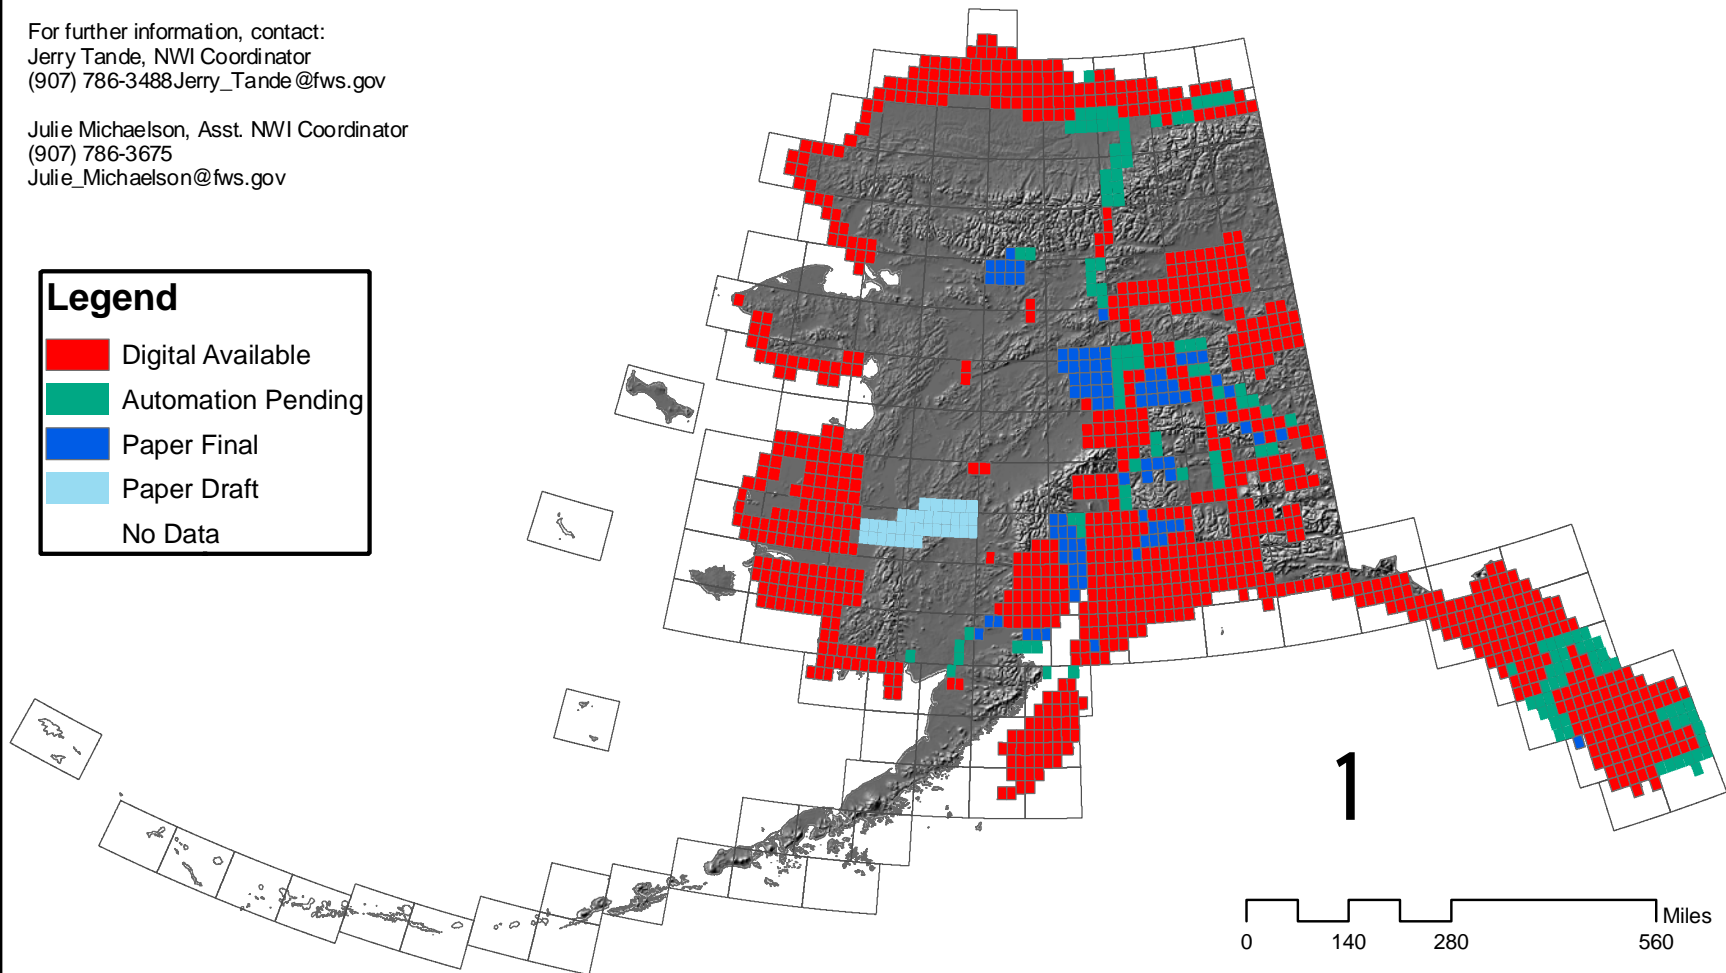 For further information, contact:
Jerry Tande, NWI Coordinator
(907) 786-3488Jerry_Tande@fws.gov
Julie Michaelson, Asst. NWI Coordinator
(907) 786-3675
Julie_Michaelson@fws.gov
Legend
Digital Available
Automation Pending
Paper Final
Paper Draft
No Data
1
Miles
0 140 280 560